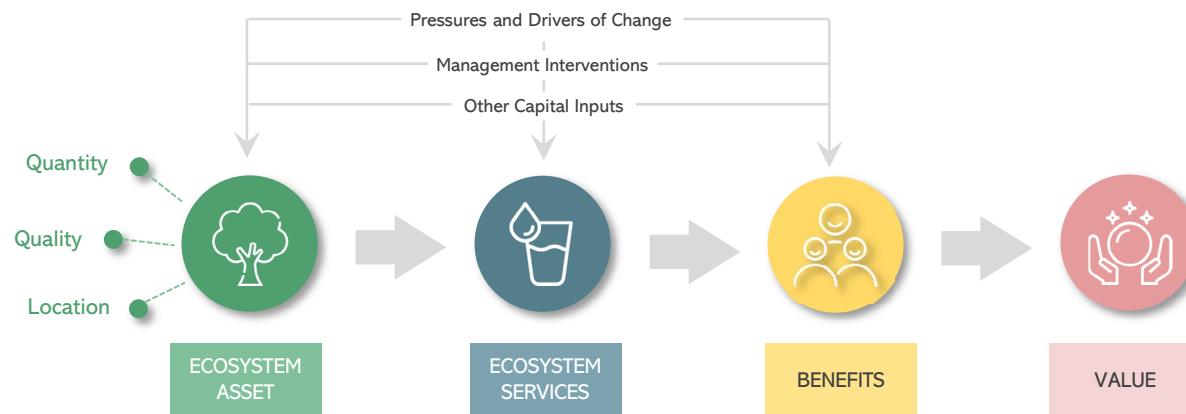 Pressures and Drivers of Change
Management Interventions
Other Capital Inputs
Quantity
Quality
Location
ECOSYSTEM
ASSET
ECOSYSTEM
SERVICES
BENEFITS
VALUE